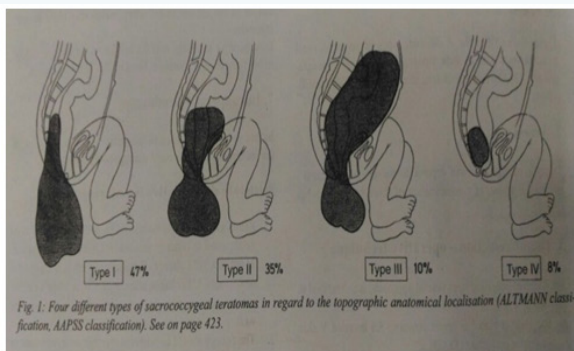 Type I 47% Type II 35% Type III 10% Type IV 8%
Fig. 1: Four different types of sacrococcygeal teratomas in regard to the topographic anatomical localisation (ALTMANN classi-
fication, AAPSS classification). See on page 423.